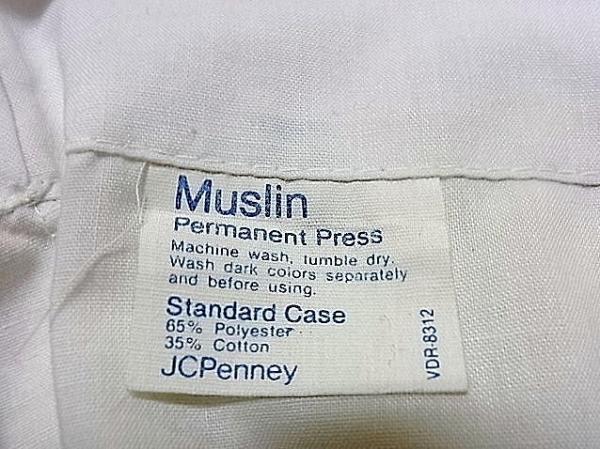 Muslin
Permanent Press
Machine wash, tumble dry.
Wash dark colors separately
and before using.
Standard Case
65% Polyester
35% Cotton
JCPenney
VDR-8312